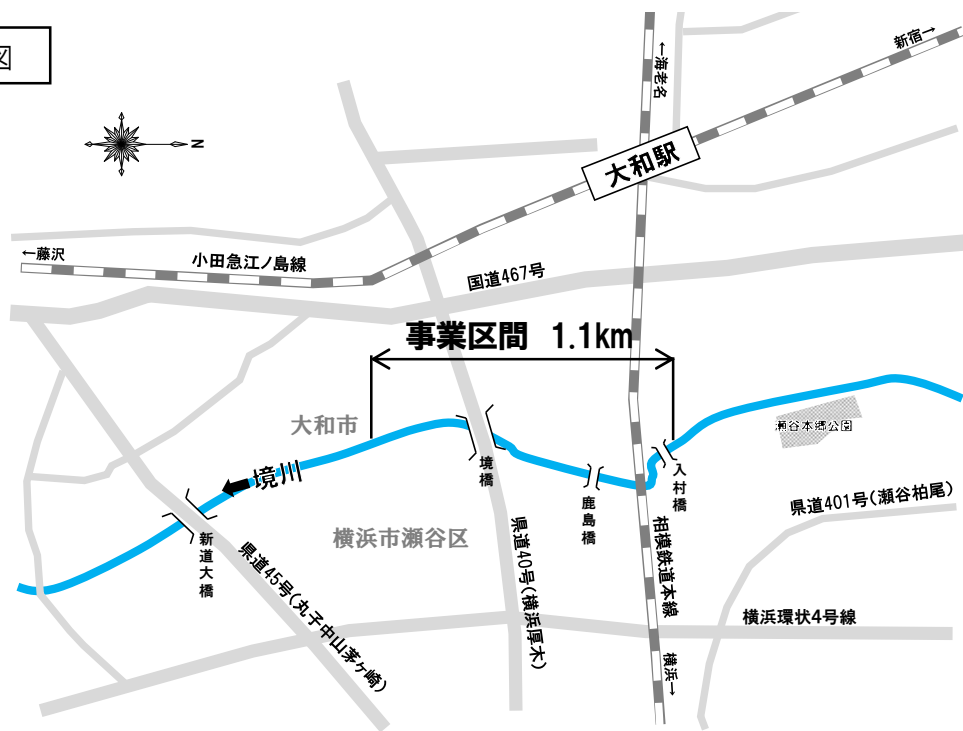 図
新宿→
←海老名
大和駅
N
←藤沢
小田急江ノ島線
国道467号
事業区間 1.1km
大和市
瀬谷本郷公園
境川
境橋
入村橋
鹿島橋
県道401号(瀬谷柏尾)
新道大橋
横浜市瀬谷区
県道45号(丸子中山茅ヶ崎)
県道40号(横浜厚木)
相模鉄道本線
横浜環状4号線
横浜→